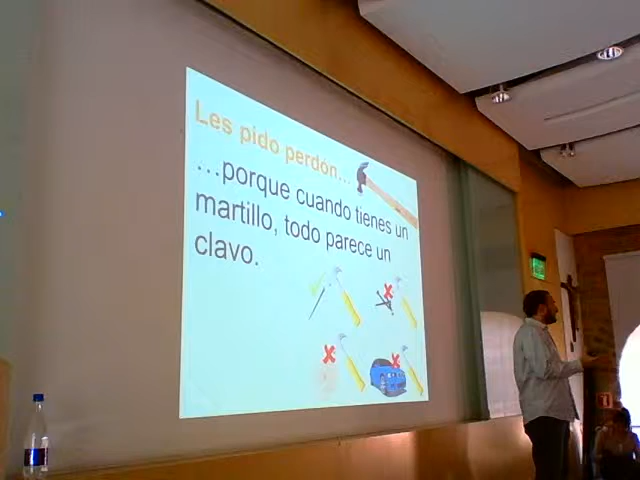 Les pido perdón...
...porque cuando tienes un
martillo, todo parece un
clavo.